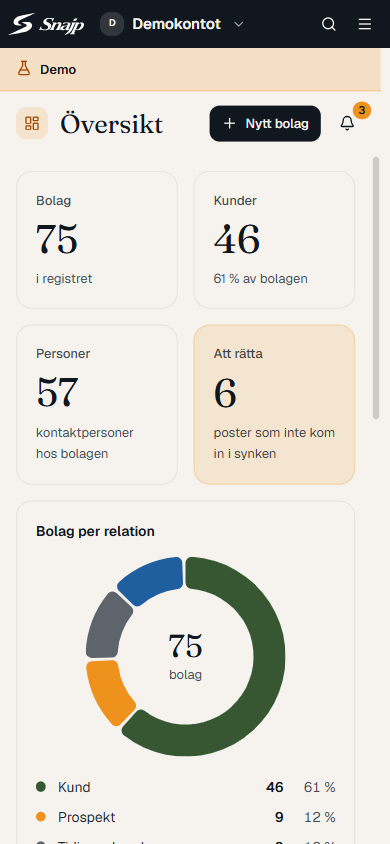 Snajp
D Demokontot
Demo
Översikt
Nytt bolag
3
Bolag
75
i registret
Kunder
46
61 % av bolagen
Personer
57
kontaktpersoner
hos bolagen
Att rätta
6
poster som inte kom
in i synken
Bolag per relation
75
bolag
Kund 46 61 %
Prospekt 9 12 %